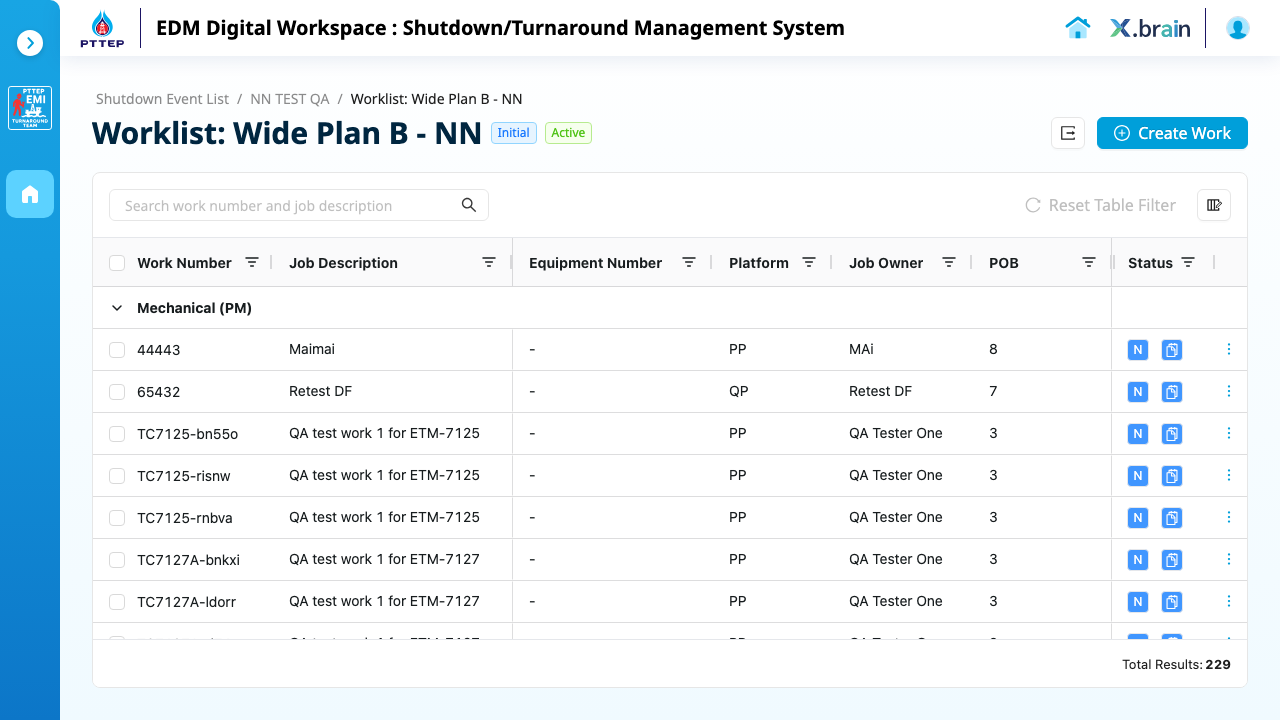 PTTEP
EDM Digital Workspace : Shutdown/Turnaround Management System
X.brain
PTTEP
EMI
TURNAROUND
TEAM
Shutdown Event List / NN TEST QA / Worklist: Wide Plan B - NN
Worklist: Wide Plan B - NN Initial Active
Create Work
Search work number and job description
Reset Table Filter
Work Number Job Description Equipment Number Platform Job Owner POB Status
Mechanical (PM)
44443 Maimai - PP MAi 8 N
65432 Retest DF - QP Retest DF 7 N
TC7125-bn55o QA test work 1 for ETM-7125 - PP QA Tester One 3 N
TC7125-risnw QA test work 1 for ETM-7125 - PP QA Tester One 3 N
TC7125-rnbva QA test work 1 for ETM-7125 - PP QA Tester One 3 N
TC7127A-bnkxi QA test work 1 for ETM-7127 - PP QA Tester One 3 N
TC7127A-ldorr QA test work 1 for ETM-7127 - PP QA Tester One 3 N
Total Results: 229